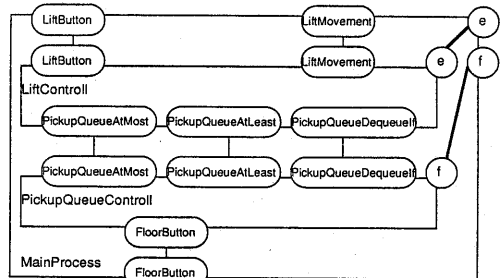 LiftButton LiftMovement e
LiftButton LiftMovement e f
LiftControll
PickupQueueAtMost PickupQueueAtLeast PickupQueueDequeueIf
PickupQueueAtMost PickupQueueAtLeast PickupQueueDequeueIf f
PickupQueueControll
FloorButton
MainProcess
FloorButton